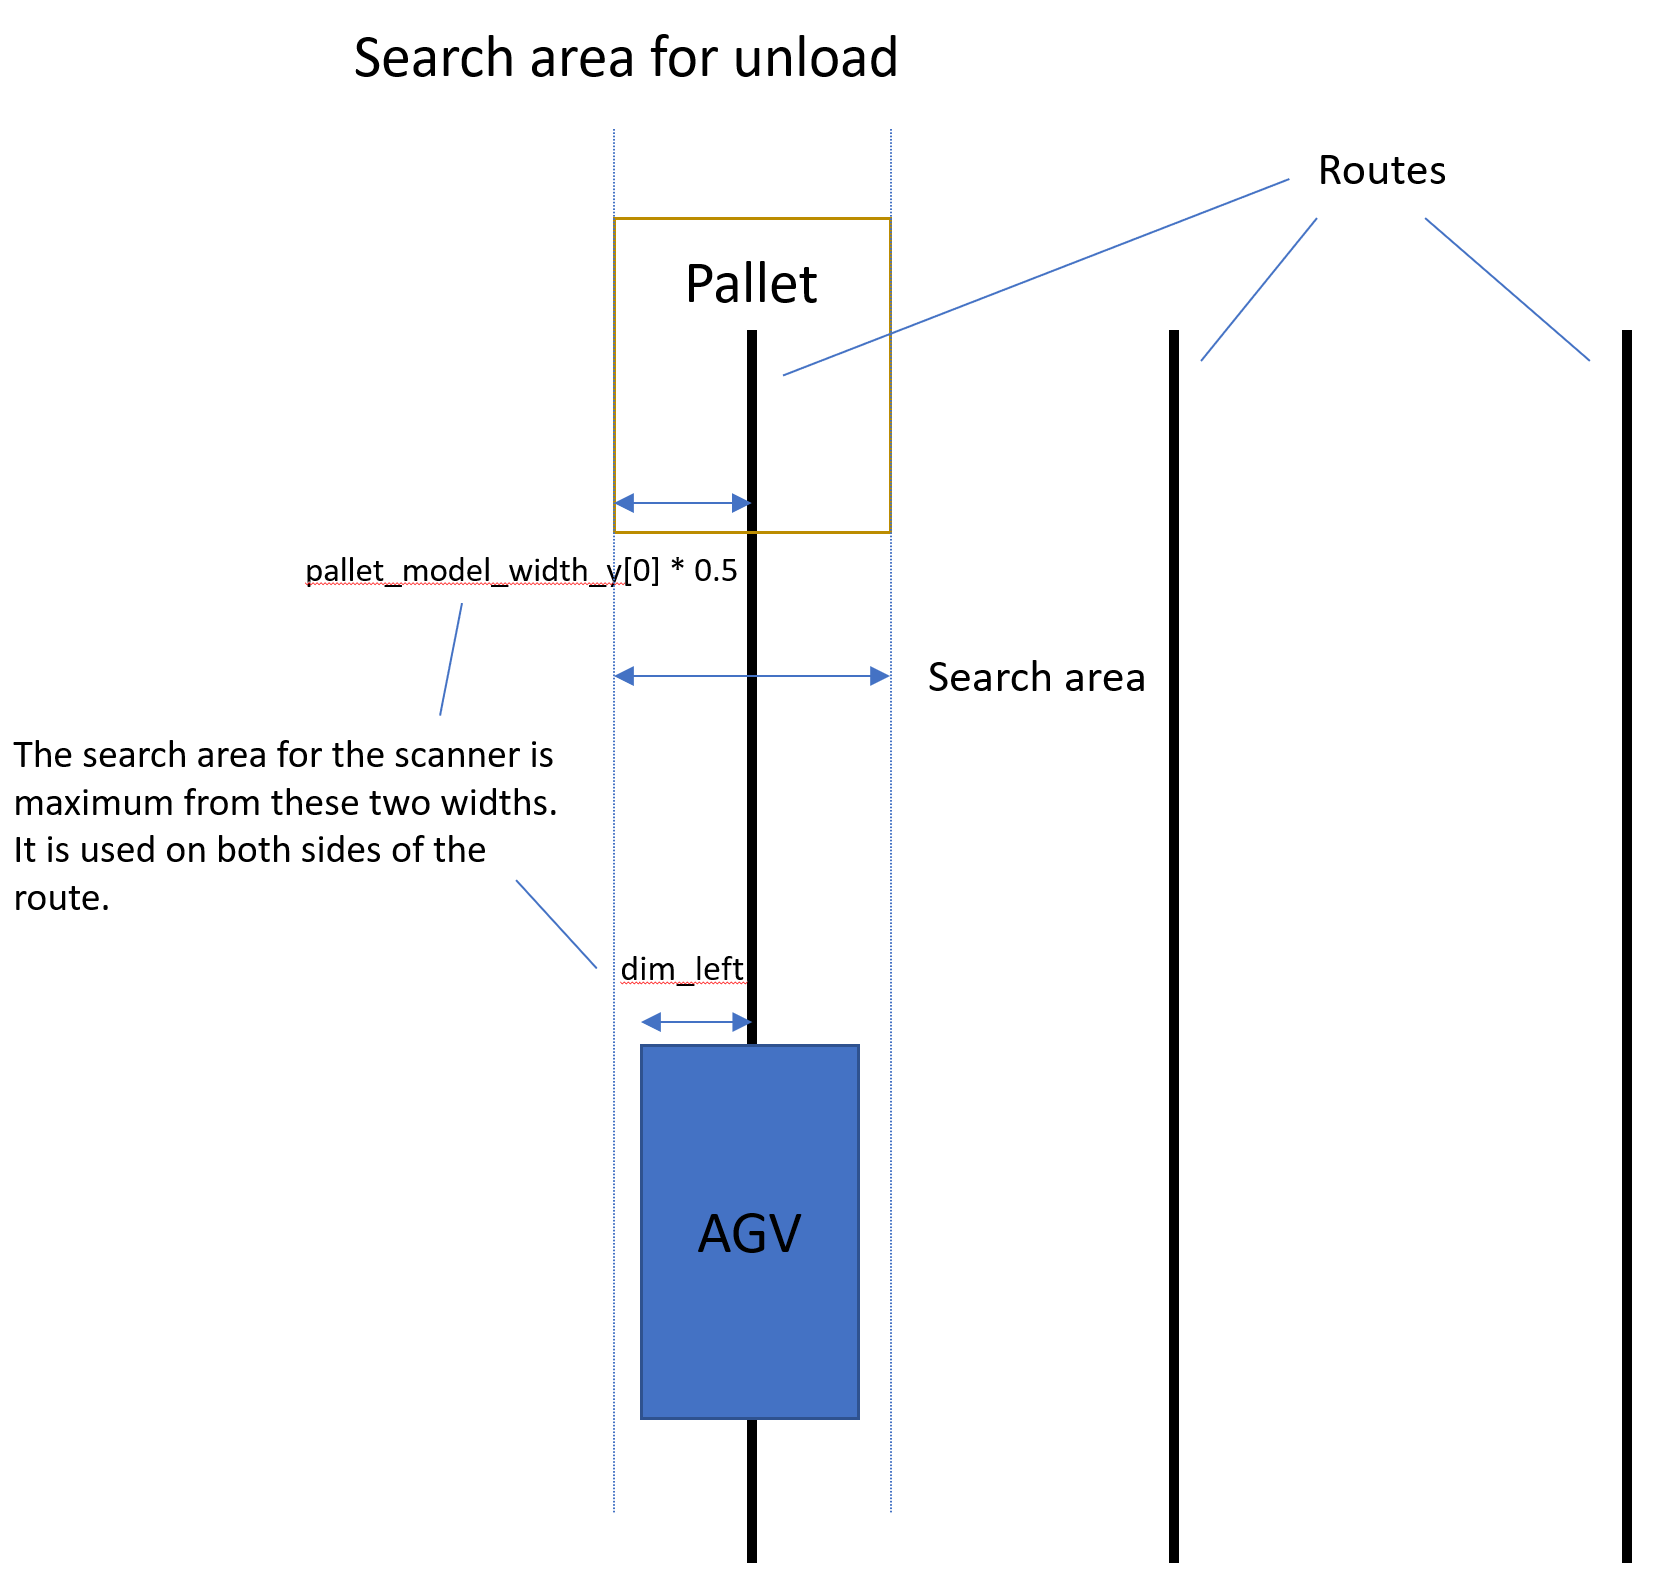 Search area for unload
Routes
Pallet
pallet_model_width_y[0] * 0.5
Search area
The search area for the scanner is
maximum from these two widths.
It is used on both sides of the
route.
dim_left
AGV